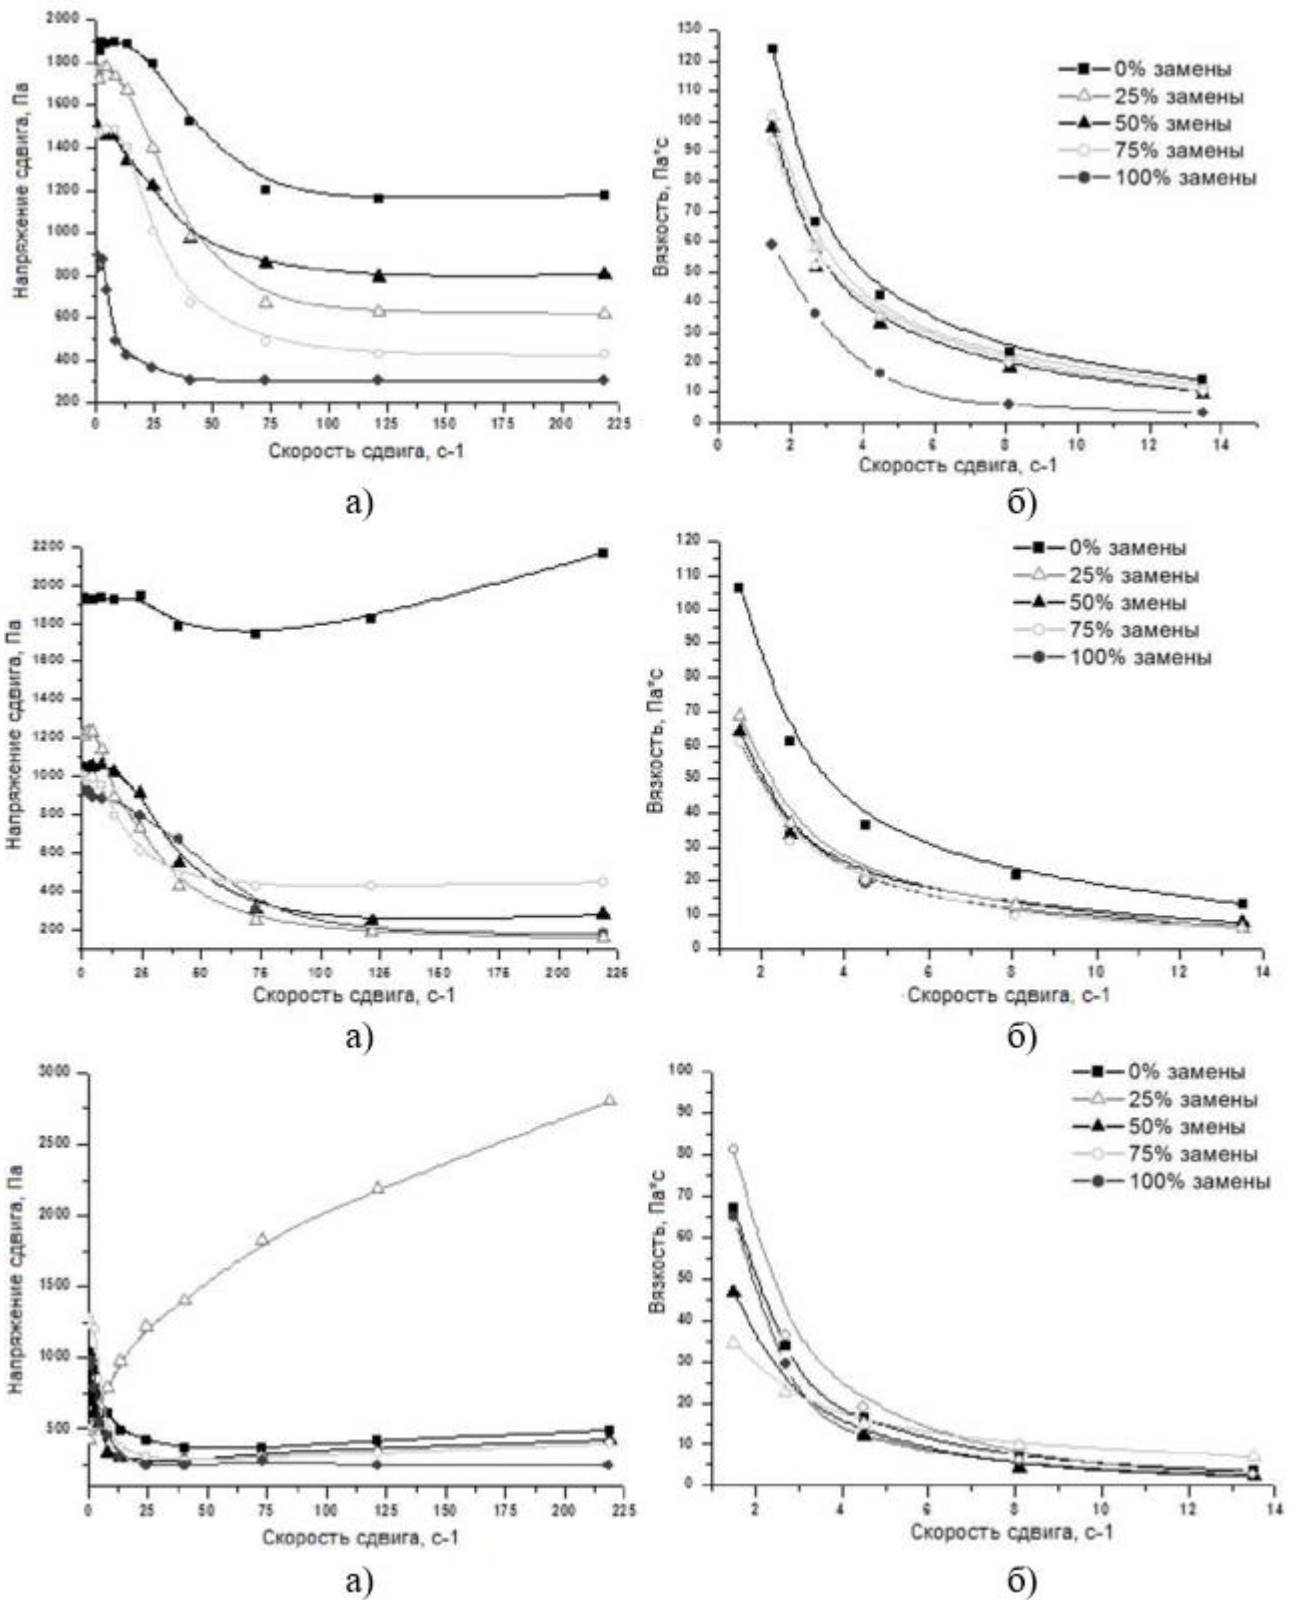 2000
1800
1600
1400
1200
1000
800
600
400
200
Напряжение сдвига, Па
0 25 50 75 100 125 150 175 200 225
Скорость сдвига, с-1
а)
130
120
110
100
90
80
70
60
50
40
30
20
10
0
Вязкость, Па*с
0% замены
25% замены
50% змены
75% замены
100% замены
0 2 4 6 8 10 12 14
Скорость сдвига, с-1
б)
2200
2000
1800
1600
1400
1200
1000
800
600
400
200
Напряжение сдвига, Па
0 25 50 75 100 125 150 175 200 225
Скорость сдвига, с-1
а)
120
110
100
90
80
70
60
50
40
30
20
10
0
Вязкость, Па*с
0% замены
25% замены
50% змены
75% замены
100% замены
2 4 6 8 10 12 14
Скорость сдвига, с-1
б)
3000
2500
2000
1500
1000
500
Напряжение сдвига, Па
0 25 50 75 100 125 150 175 200 225
Скорость сдвига, с-1
а)
100
90
80
70
60
50
40
30
20
10
0
Вязкость, Па*с
0% замены
25% замены
50% змены
75% замены
100% замены
2 4 6 8 10 12 14
Скорость сдвига, с-1
б)